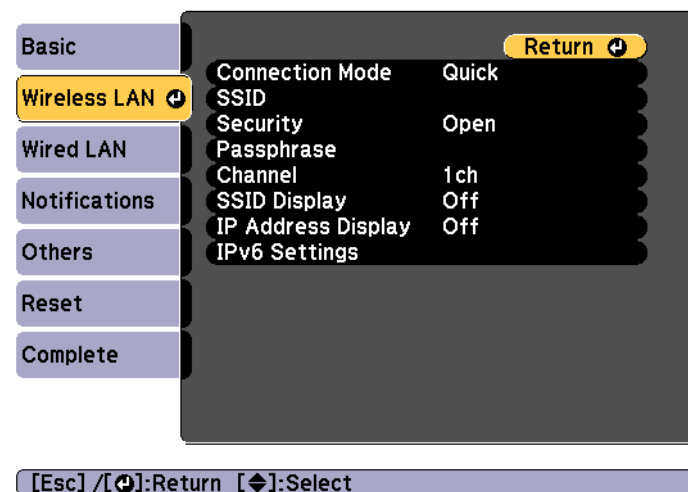 Basic
Wireless LAN
Wired LAN
Notifications
Others
Reset
Complete
Return
Connection Mode Quick
SSID
Security Open
Passphrase
Channel 1ch
SSID Display Off
IP Address Display Off
IPv6 Settings
[Esc] /[⏎]:Return [◆]:Select